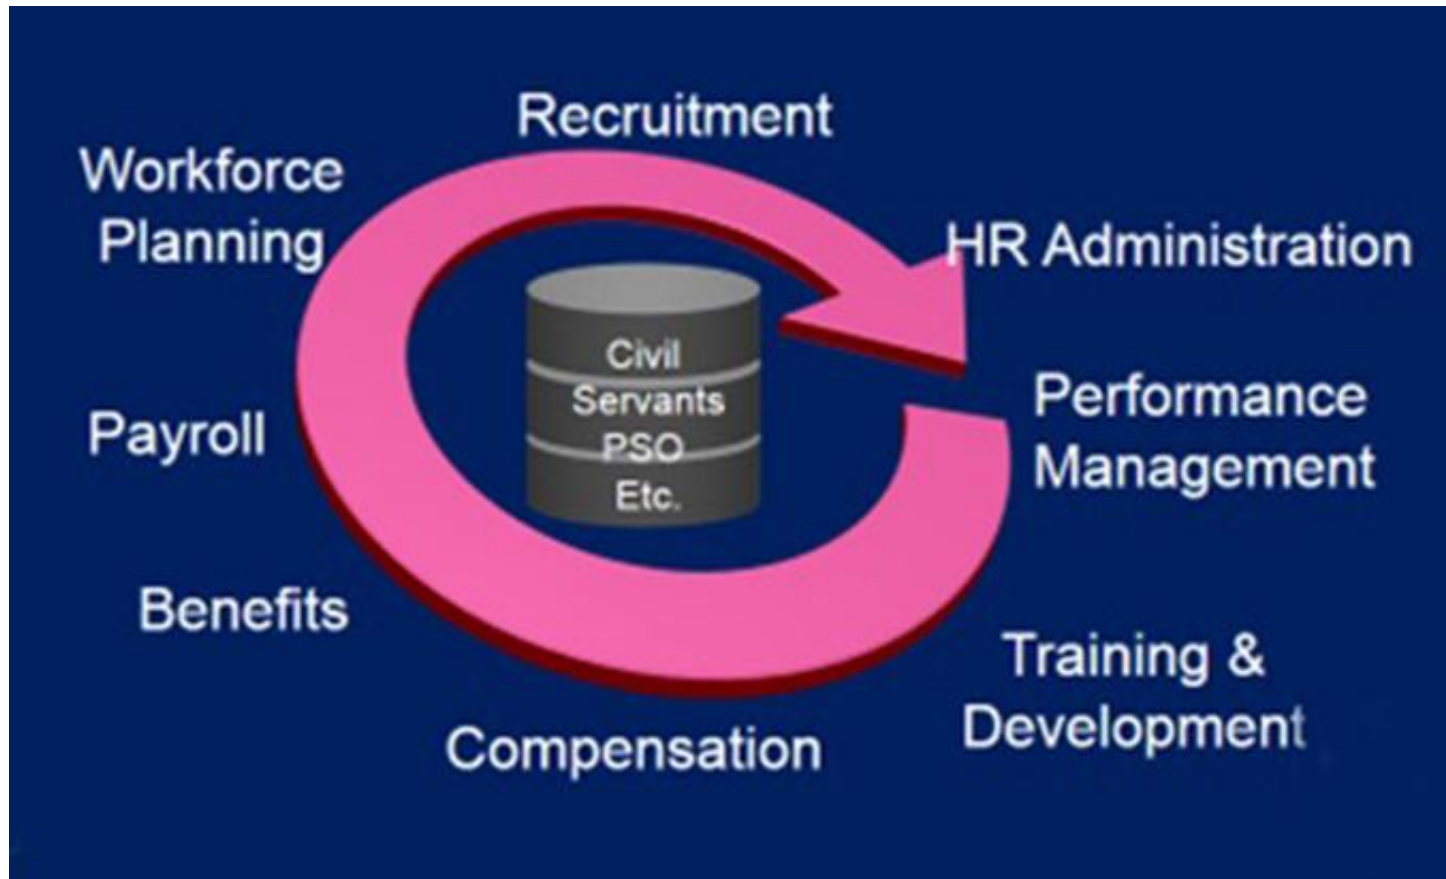 Recruitment
Workforce
Planning
HR Administration
Civil
Servants
PSO
Etc.
Performance
Management
Payroll
Benefits
Training &
Development
Compensation